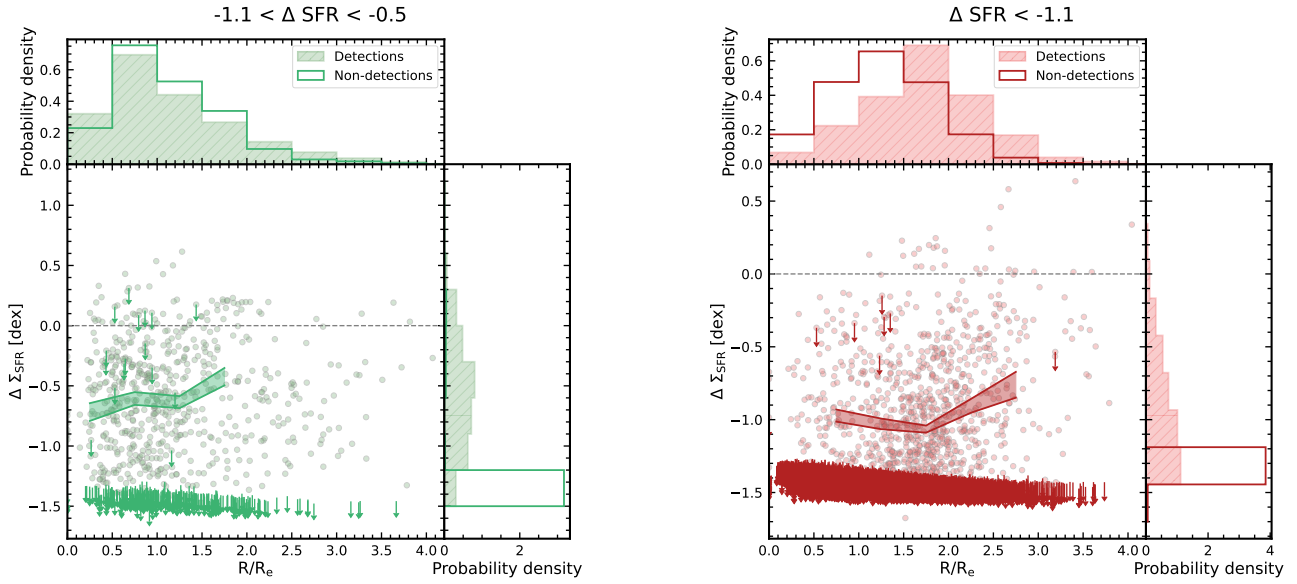 -1.1 < Δ SFR < -0.5
Probability density
0.6
0.4
0.2
0.0
Detections
Non-detections
Δ Σ_SFR [dex]
1.0
0.5
0.0
−0.5
−1.0
−1.5
0.0 0.5 1.0 1.5 2.0 2.5 3.0 3.5 4.0
R/R_e
0 2
Probability density
Δ SFR < -1.1
Probability density
0.6
0.4
0.2
0.0
Detections
Non-detections
Δ Σ_SFR [dex]
0.5
0.0
−0.5
−1.0
−1.5
0.0 0.5 1.0 1.5 2.0 2.5 3.0 3.5 4.0
R/R_e
0 2 4
Probability density